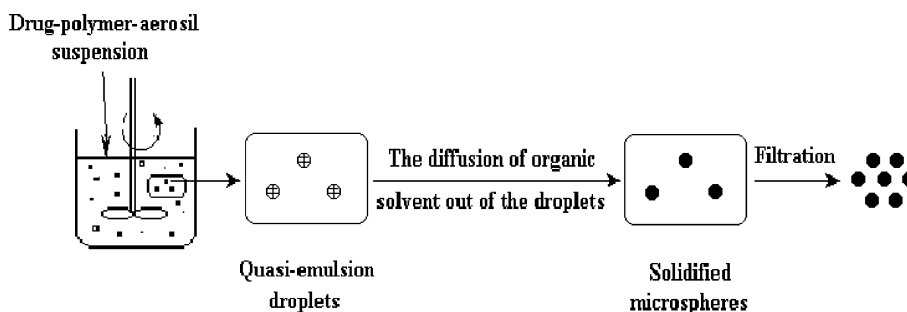 Drug-polymer-aerosil
suspension
The diffusion of organic
solvent out of the droplets
Filtration
Quasi-emulsion
droplets
Solidified
microspheres